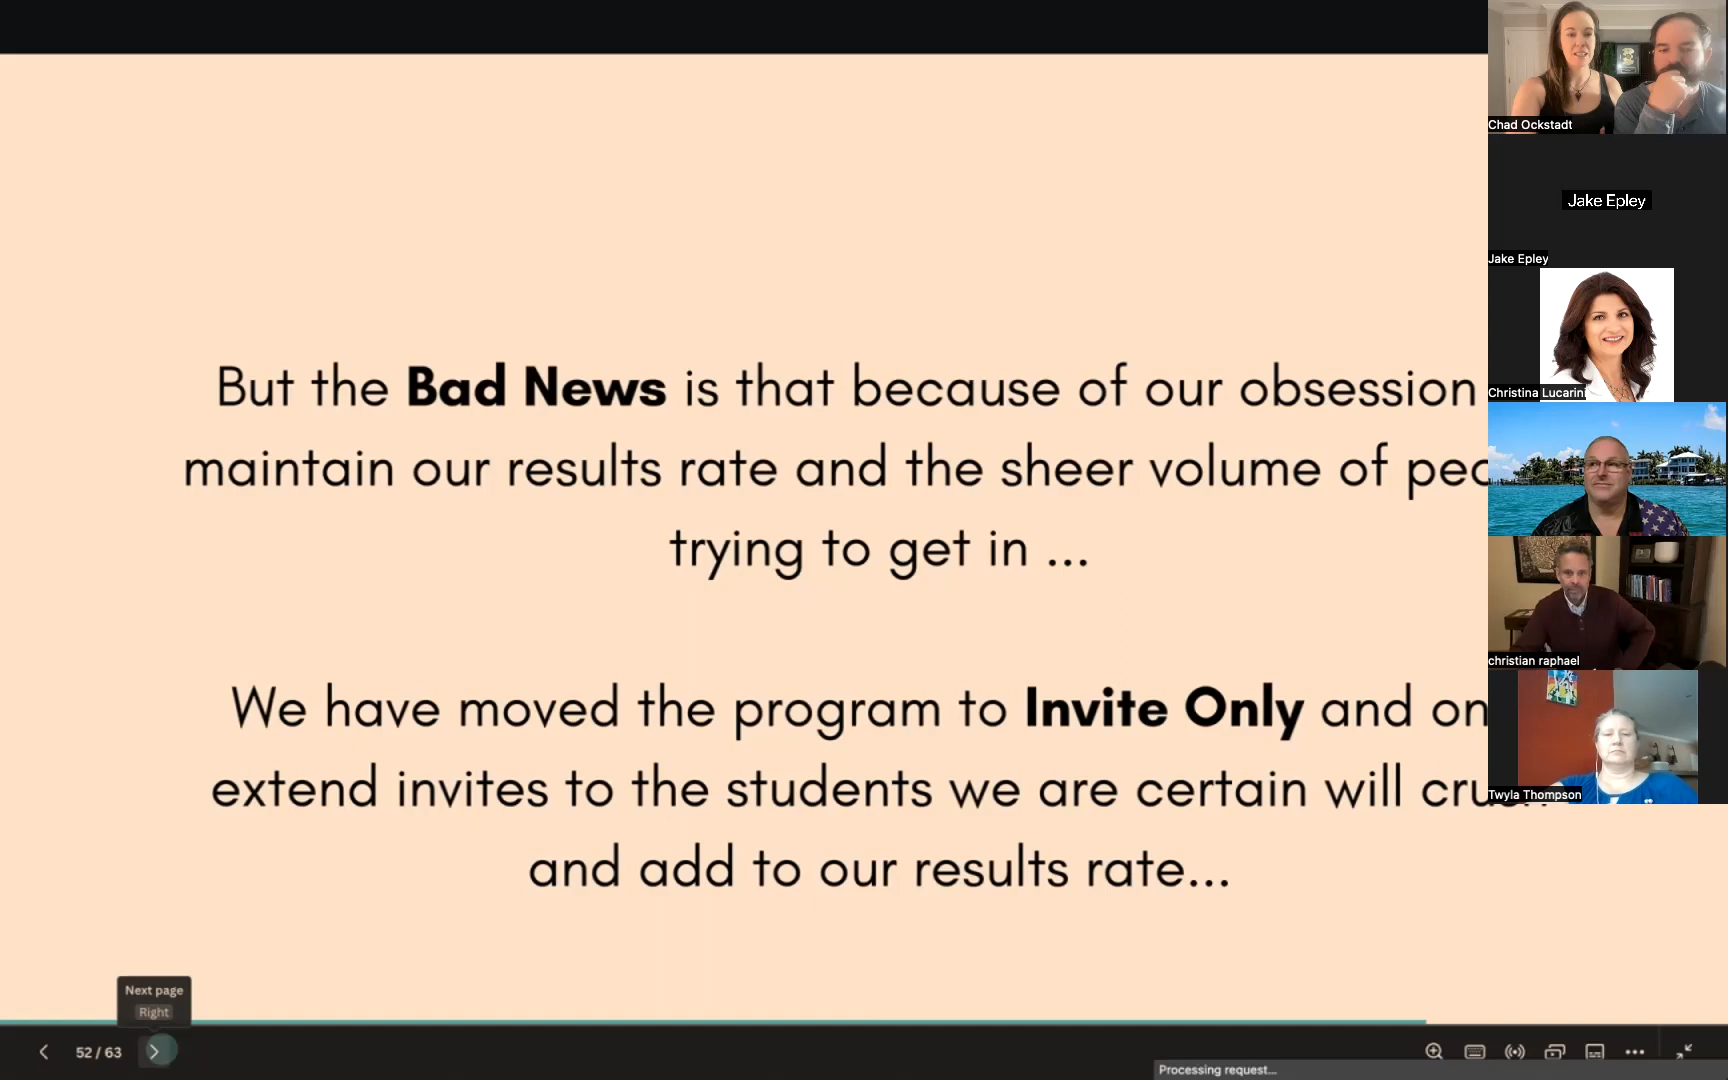 But the Bad News is that because of our obsession
maintain our results rate and the sheer volume of
trying to get in ...
We have moved the program to Invite Only and
extend invites to the students we are certain will
and add to our results rate...
Chad Ockstadt
Jake Epley
Jake Epley
Christina Lucarini
christian raphael
Twyla Thompson
Next page
Right
52 / 63
Processing request...